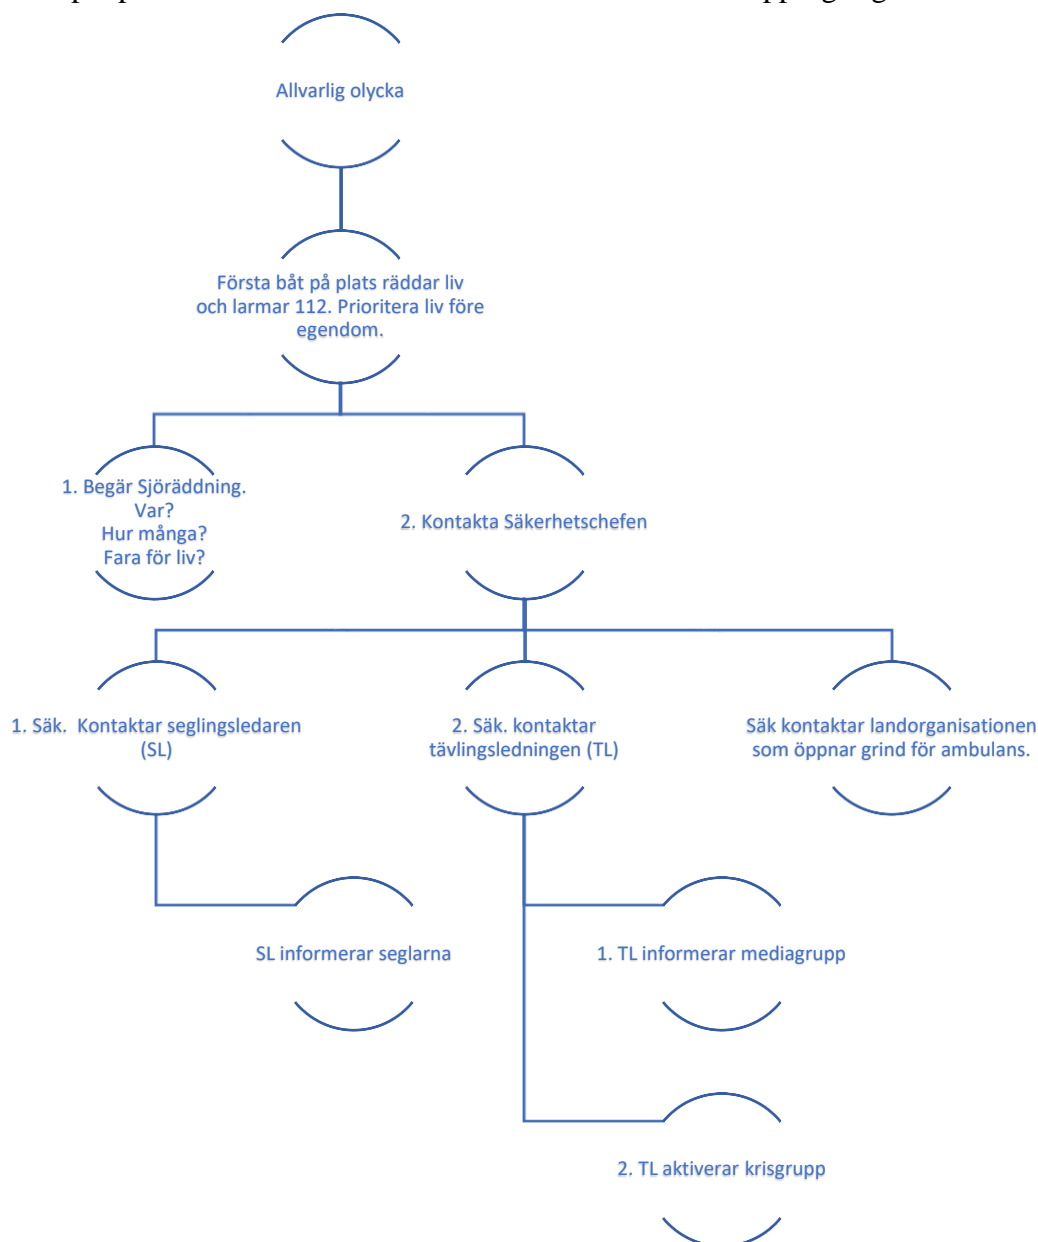 Allvarlig olycka
Första båt på plats räddar liv
och larmar 112. Prioritera liv före
egendom.
1. Begär Sjöräddning.
Var?
Hur många?
Fara för liv?
2. Kontakta Säkerhetschefen
1. Säk.  Kontaktar seglingsledaren
(SL)
2. Säk. kontaktar
tävlingsledningen (TL)
Säk kontaktar landorganisationen
som öppnar grind för ambulans.
SL informerar seglarna
1. TL informerar mediagrupp
2. TL aktiverar krisgrupp